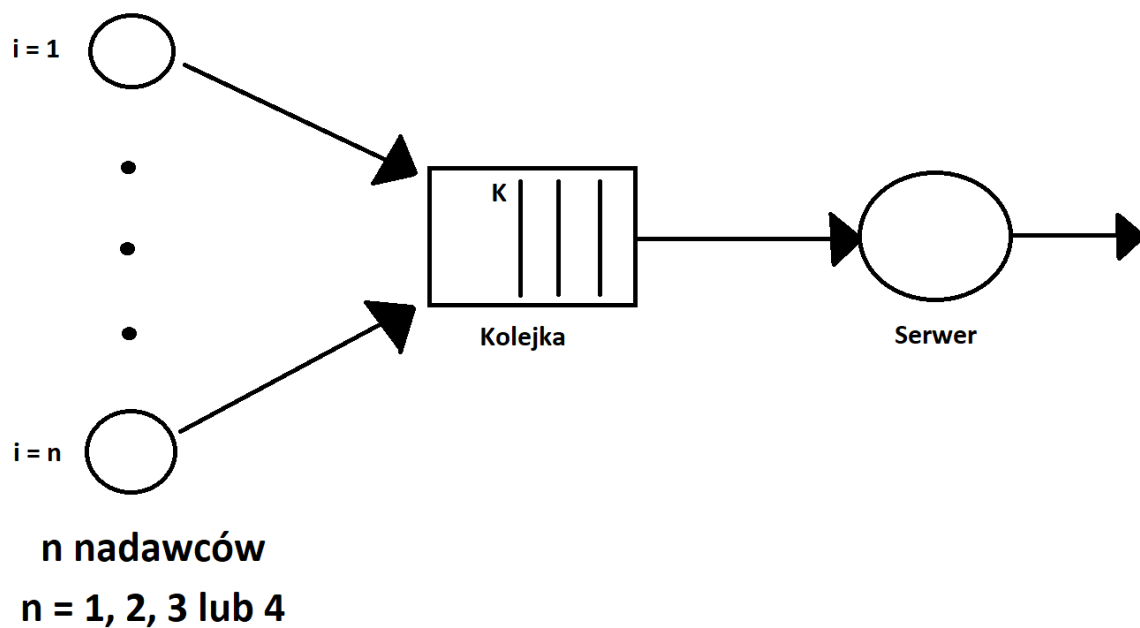 i = 1
K
Kolejka
Serwer
i = n
n nadawców
n = 1, 2, 3 lub 4